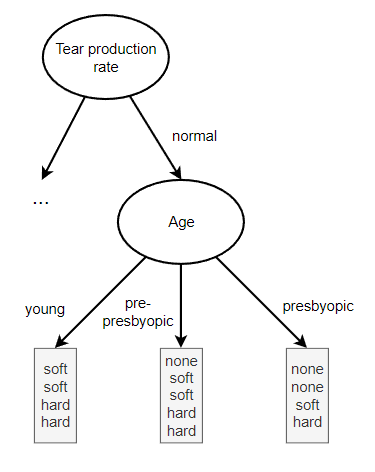 Tear production
rate
normal
...
Age
young
pre-
presbyopic
presbyopic
soft
soft
hard
hard
none
soft
soft
hard
hard
none
none
soft
hard